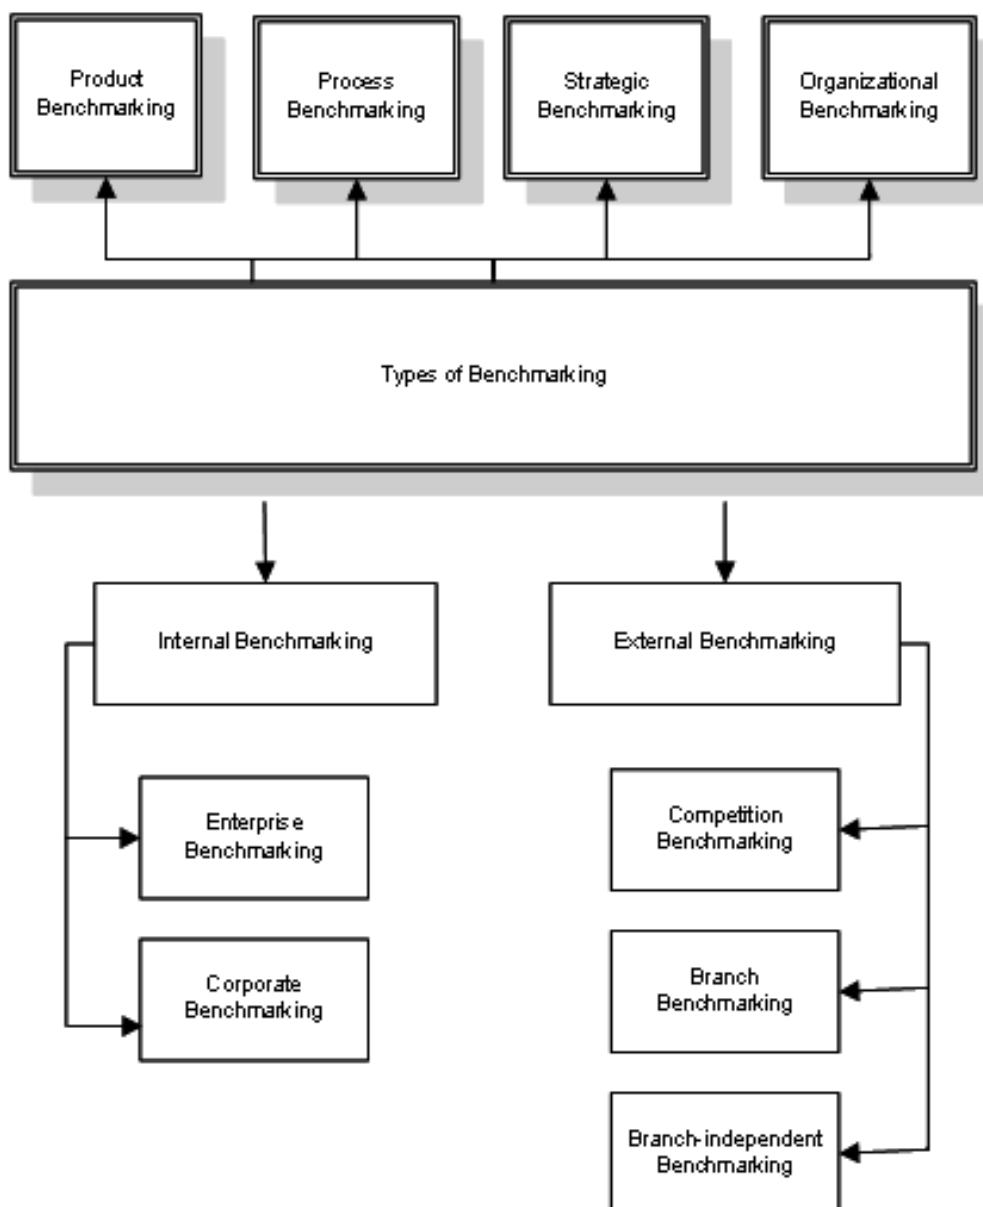 Product
Benchmarking
Process
Benchmarking
Strategic
Benchmarking
Organizational
Benchmarking
Types of Benchmarking
Internal Benchmarking
External Benchmarking
Enterprise
Benchmarking
Corporate
Benchmarking
Competition
Benchmarking
Branch
Benchmarking
Branch-independent
Benchmarking